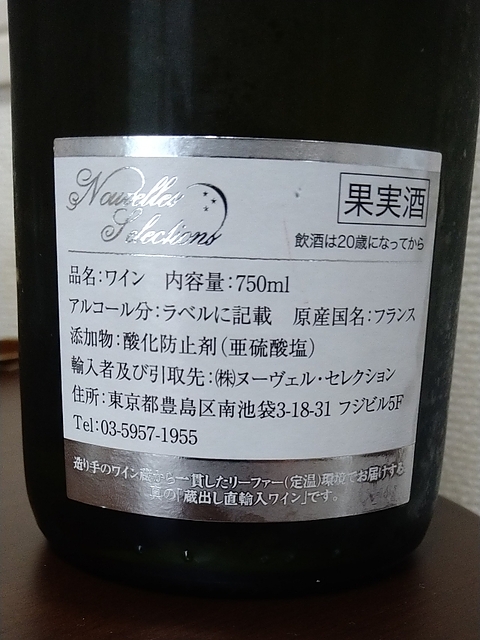 Nouvelles
Selections
果実酒
飲酒は20歳になってから
品名:ワイン 内容量:750ml
アルコール分:ラベルに記載 原産国名:フランス
添加物:酸化防止剤(亜硫酸塩)
輸入者及び引取先:㈱ヌーヴェル・セレクション
住所:東京都豊島区南池袋3-18-31 フジビル5F
Tel:03-5957-1955
造り手のワイン蔵から一貫したリーファー(定温)環境でお届けする
真の「蔵出し直輸入ワイン」です。